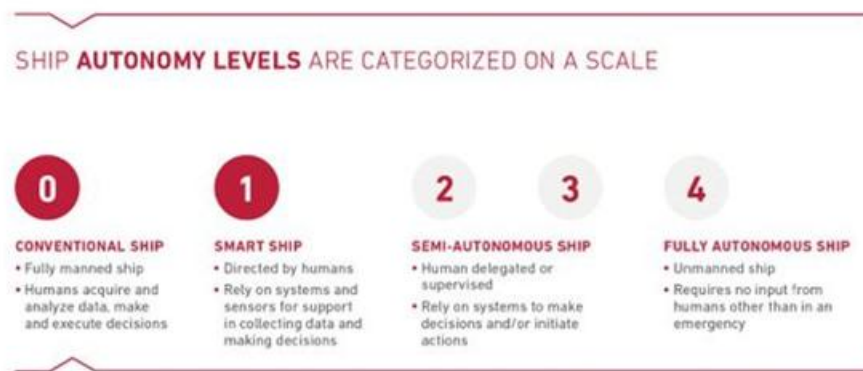 SHIP AUTONOMY LEVELS ARE CATEGORIZED ON A SCALE
0
CONVENTIONAL SHIP
• Fully manned ship
• Humans acquire and
analyze data, make
and execute decisions
1
SMART SHIP
• Directed by humans
• Rely on systems and
sensors for support
in collecting data and
making decisions
2 3
SEMI-AUTONOMOUS SHIP
• Human delegated or
supervised
• Rely on systems to make
decisions and/or initiate
actions
4
FULLY AUTONOMOUS SHIP
• Unmanned ship
• Requires no input from
humans other than in an
emergency